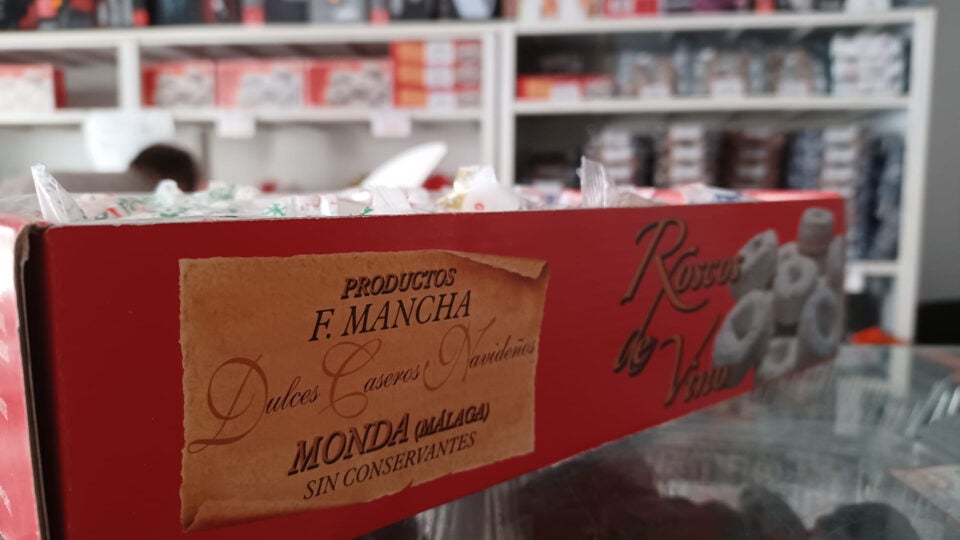 PRODUCTOS
F. MANCHA
Dulces Caseros Navideños
MONDA (MÁLAGA)
SIN CONSERVANTES
Roscos
de Vino